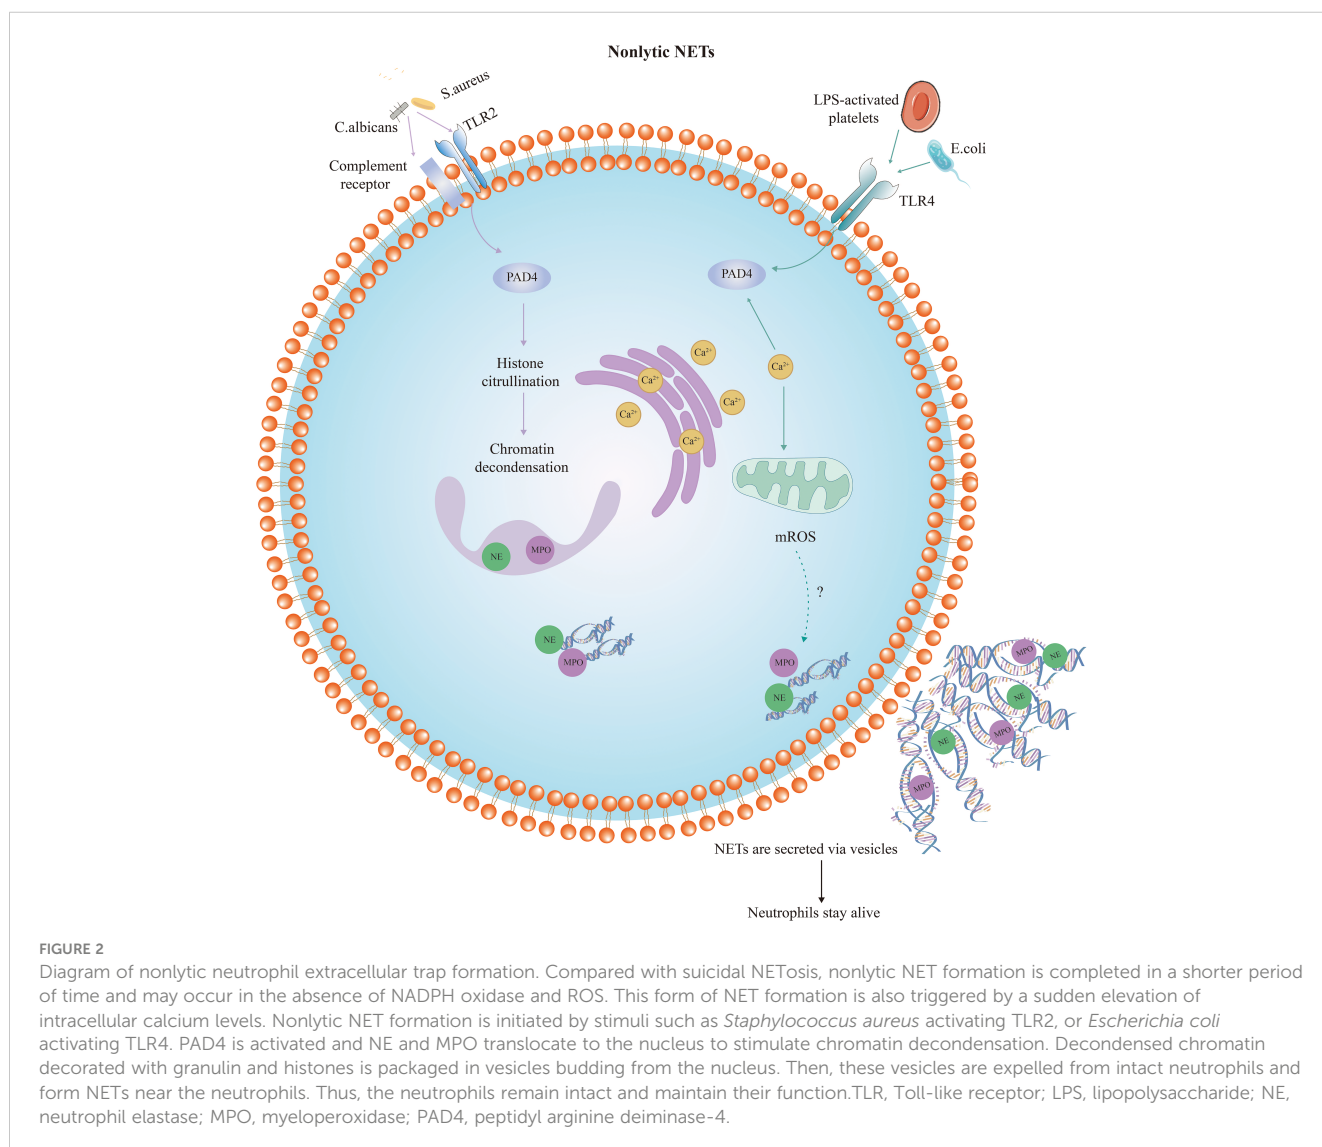 Nonlytic NETs
S.aureus
C.albicans
TLR2
Complement
receptor
LPS-activated
platelets
E.coli
TLR4
PAD4
PAD4
Histone
citrullination
Ca²⁺
Ca²⁺
Ca²⁺
Ca²⁺
Ca²⁺
Ca²⁺
Chromatin
decondensation
mROS
NE
MPO
?
NE
MPO
MPO
NE
MPO
NE
NE
MPO
NE
MPO
NETs are secreted via vesicles
Neutrophils stay alive
FIGURE 2
Diagram of nonlytic neutrophil extracellular trap formation. Compared with suicidal NETosis, nonlytic NET formation is completed in a shorter period
of time and may occur in the absence of NADPH oxidase and ROS. This form of NET formation is also triggered by a sudden elevation of
intracellular calcium levels. Nonlytic NET formation is initiated by stimuli such as Staphylococcus aureus activating TLR2, or Escherichia coli
activating TLR4. PAD4 is activated and NE and MPO translocate to the nucleus to stimulate chromatin decondensation. Decondensed chromatin
decorated with granulin and histones is packaged in vesicles budding from the nucleus. Then, these vesicles are expelled from intact neutrophils and
form NETs near the neutrophils. Thus, the neutrophils remain intact and maintain their function.TLR, Toll-like receptor; LPS, lipopolysaccharide; NE,
neutrophil elastase; MPO, myeloperoxidase; PAD4, peptidyl arginine deiminase-4.